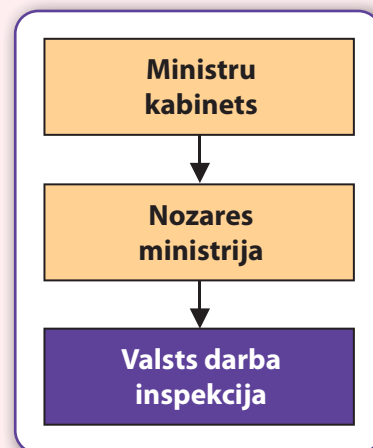 Ministru
kabinets
Nozares
ministrija
Valsts darba
inspekcija